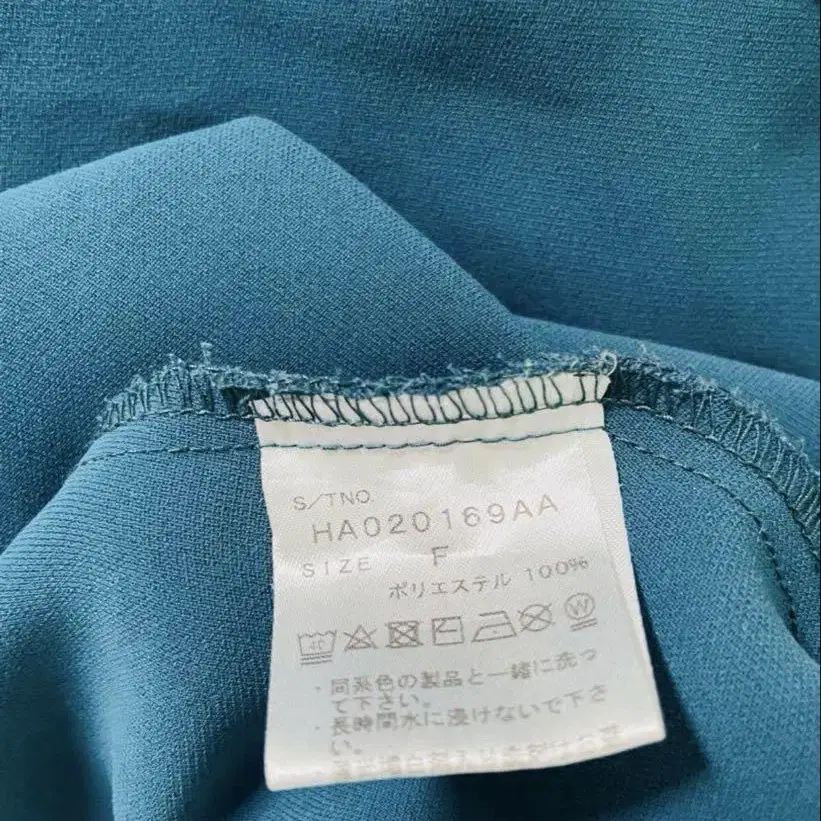 S/TNO.
HA020169AA
SIZE F
ポリエステル 100%
40 W
・同系色の製品と一緒に洗っ
て下さい。
・長時間水に浸けないで下さ
い。